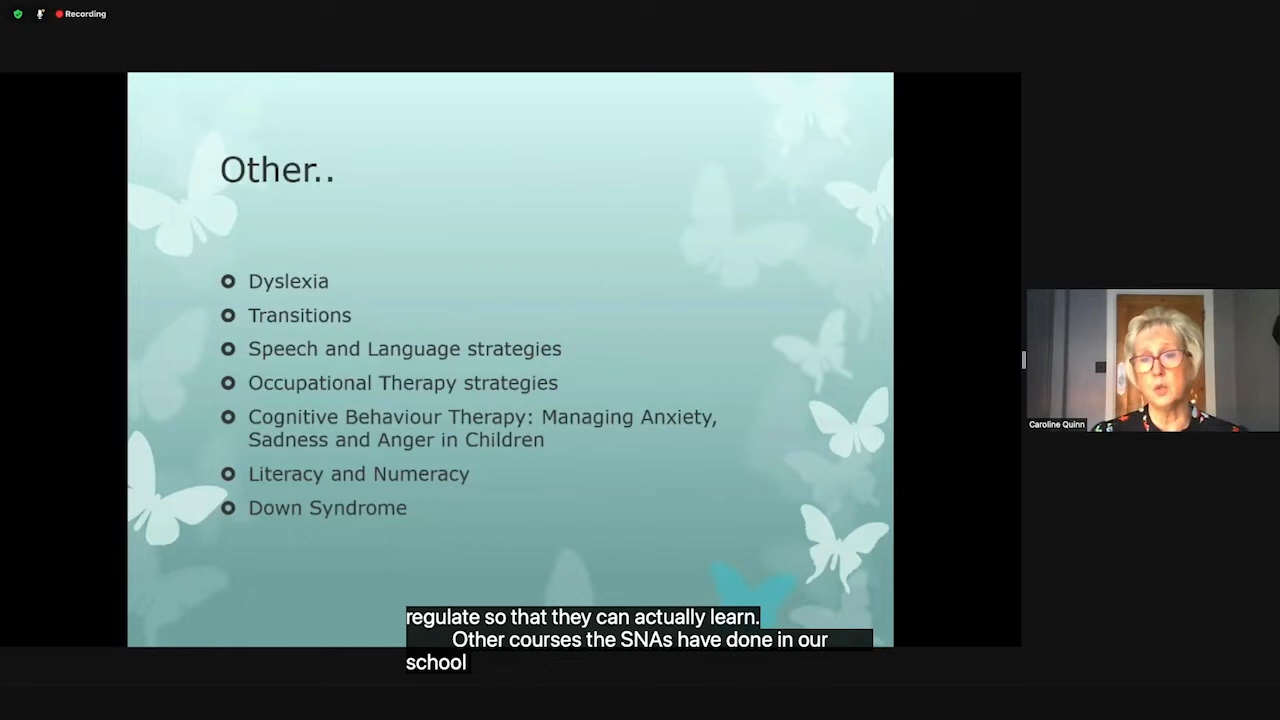 Recording
Other..
Dyslexia
Transitions
Speech and Language strategies
Occupational Therapy strategies
Cognitive Behaviour Therapy: Managing Anxiety,
Sadness and Anger in Children
Literacy and Numeracy
Down Syndrome
Caroline Quinn
regulate so that they can actually learn.
Other courses the SNAs have done in our
school